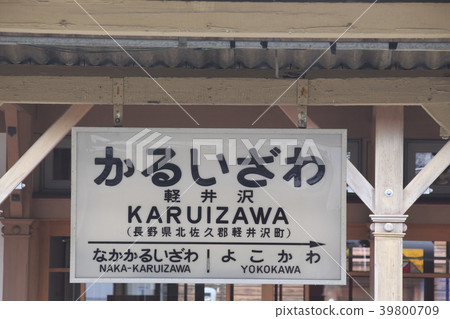 かるいざわ
軽井沢
KARUIZAWA
(長野県北佐久郡軽井沢町)
なかかるいざわ よこかわ
NAKA-KARUIZAWA YOKOKAWA
39800709